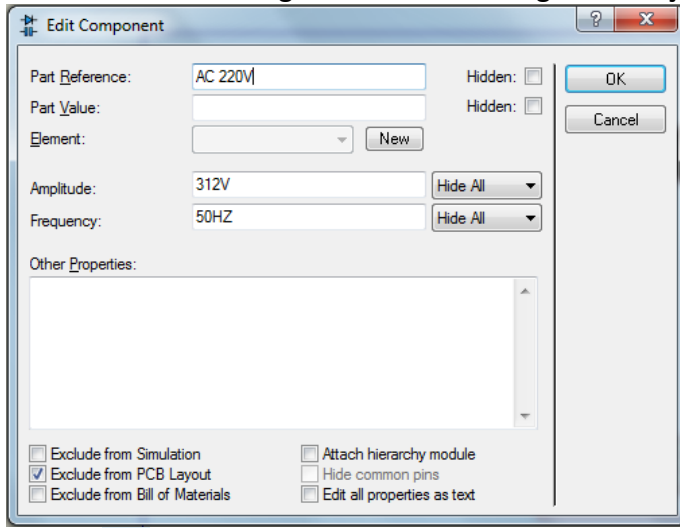 Edit Component
Part Reference: AC 220V Hidden: OK
Part Value: Hidden: Cancel
Element: New
Amplitude: 312V Hide All
Frequency: 50HZ Hide All
Other Properties:
Exclude from Simulation Attach hierarchy module
Exclude from PCB Layout Hide common pins
Exclude from Bill of Materials Edit all properties as text